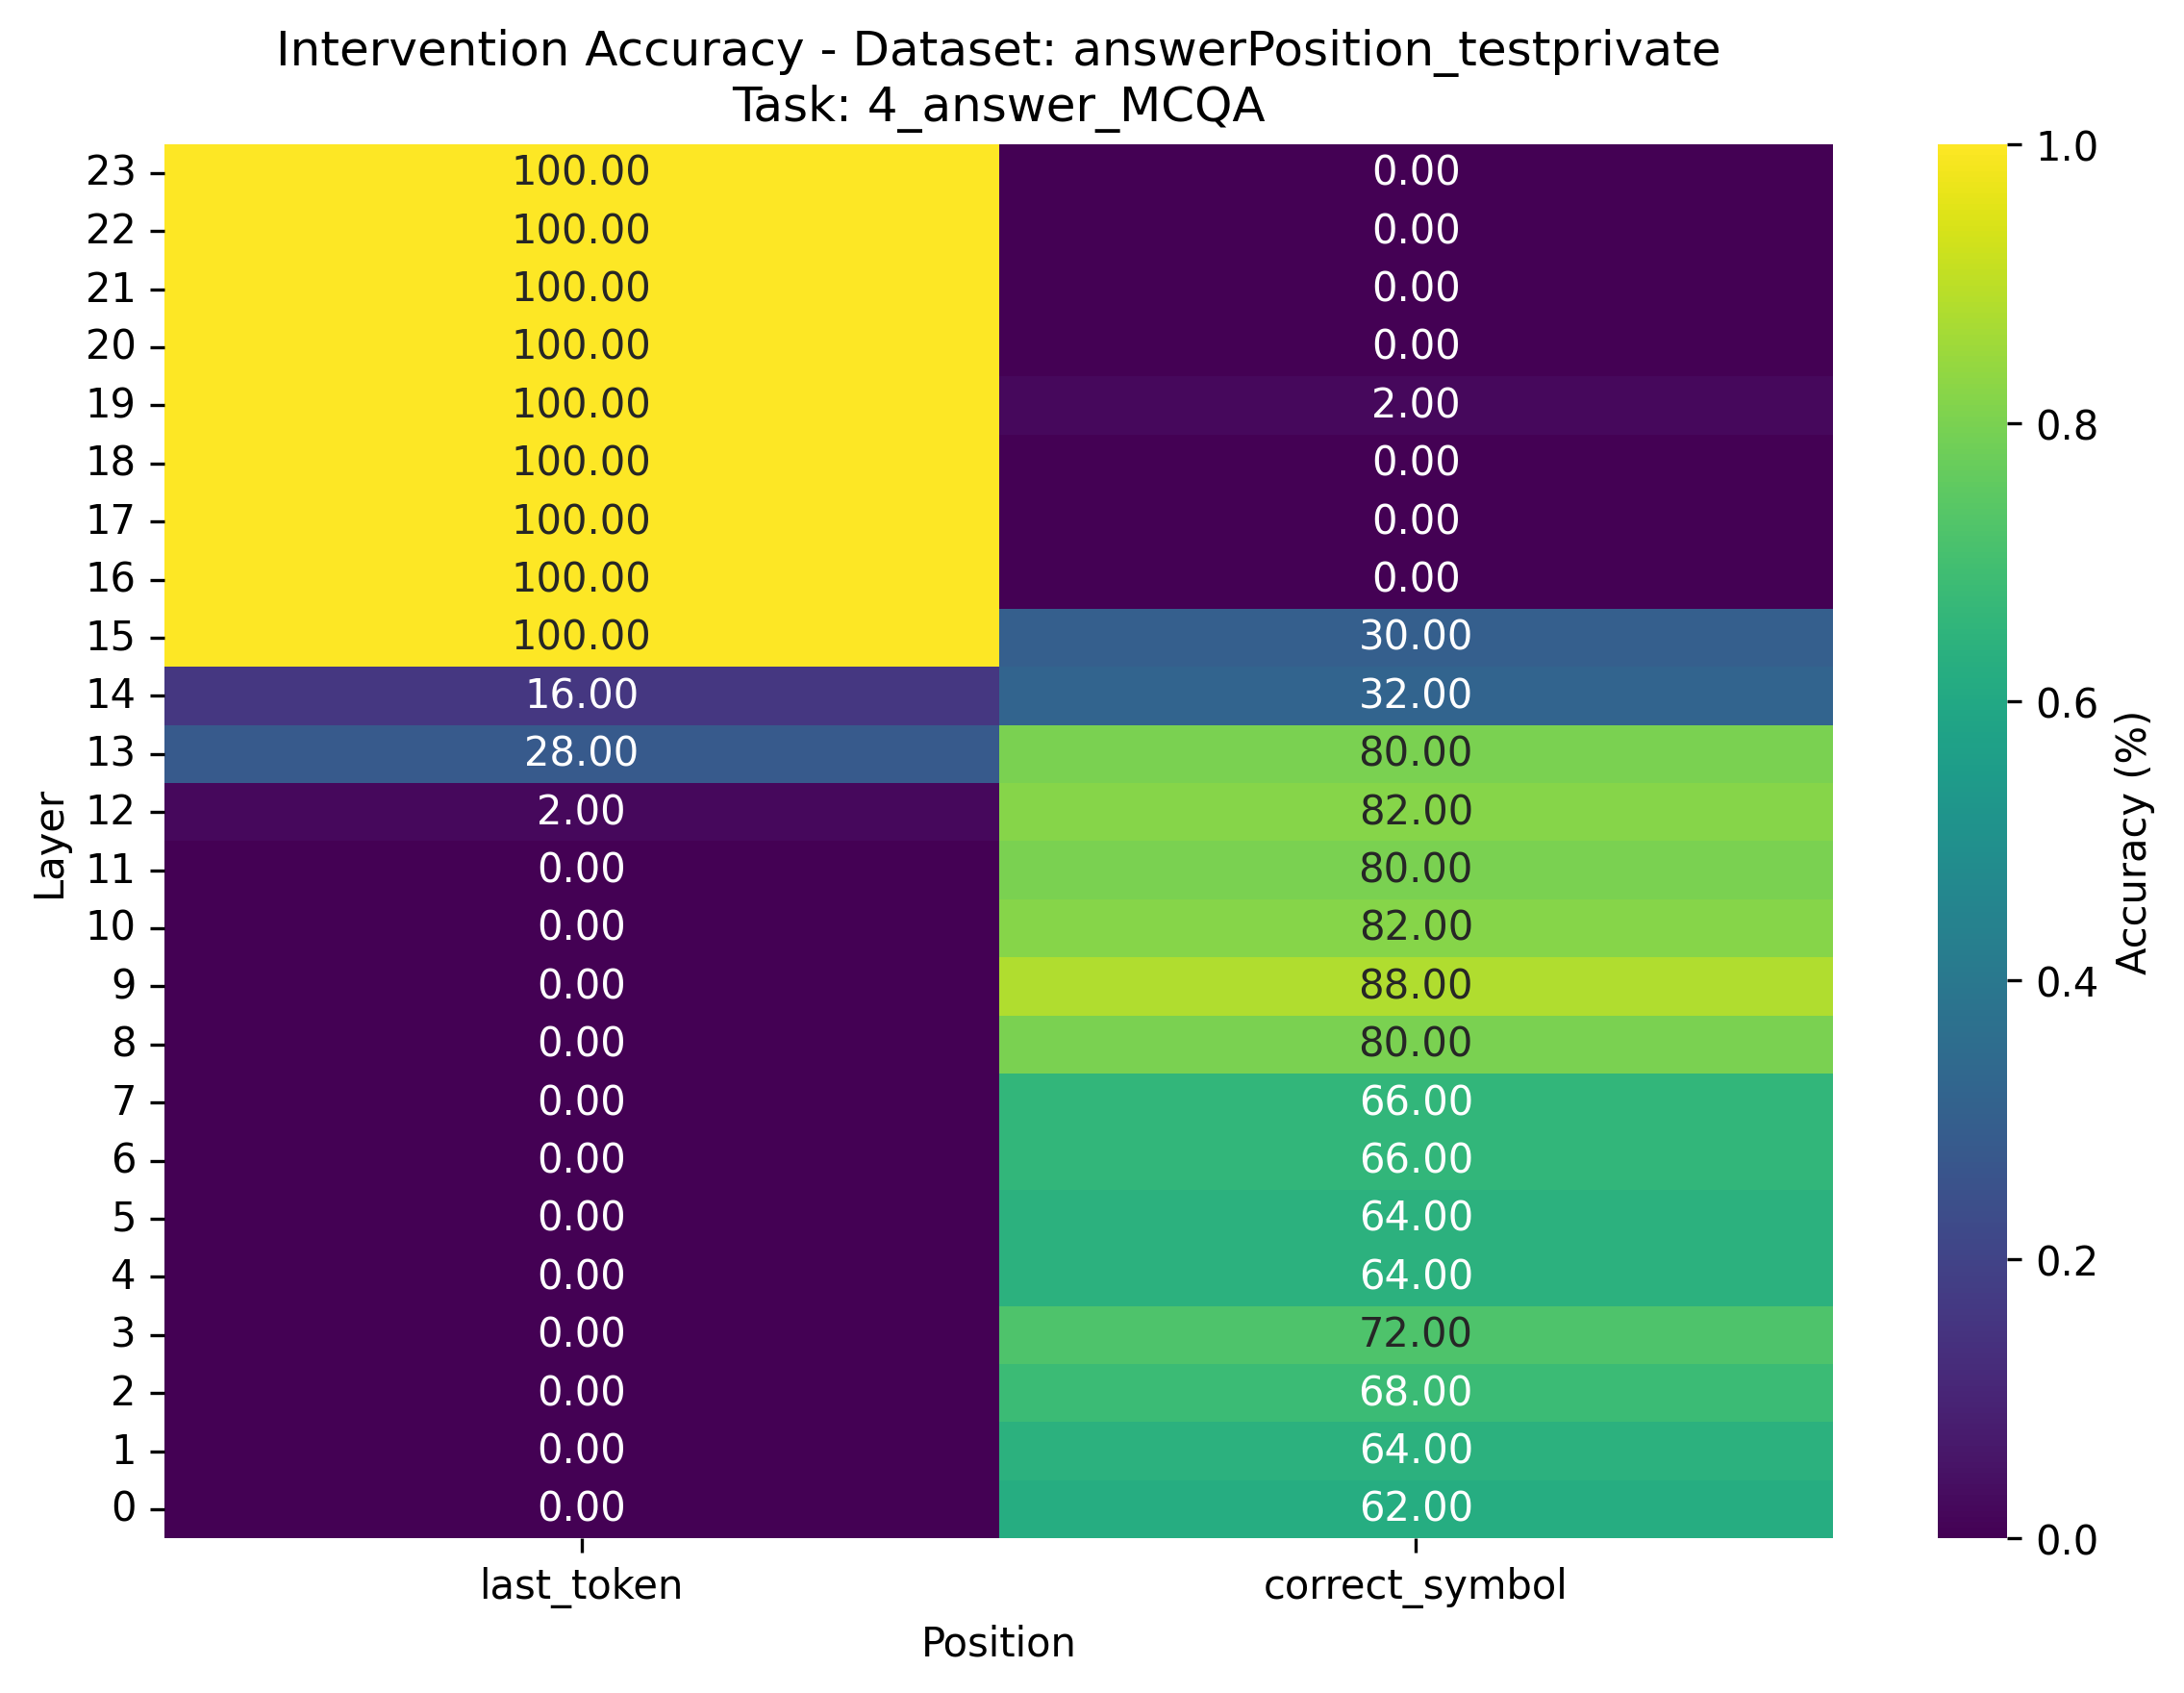 Intervention Accuracy - Dataset: answerPosition_testprivate
Task: 4_answer_MCQA
23 100.00 0.00
22 100.00 0.00
21 100.00 0.00
20 100.00 0.00
19 100.00 2.00
18 100.00 0.00
17 100.00 0.00
16 100.00 0.00
15 100.00 30.00
14 16.00 32.00
13 28.00 80.00
12 2.00 82.00
11 0.00 80.00
10 0.00 82.00
9 0.00 88.00
8 0.00 80.00
7 0.00 66.00
6 0.00 66.00
5 0.00 64.00
4 0.00 64.00
3 0.00 72.00
2 0.00 68.00
1 0.00 64.00
0 0.00 62.00
Layer
last_token correct_symbol
Position
1.0
0.8
0.6
0.4
0.2
0.0
Accuracy (%)